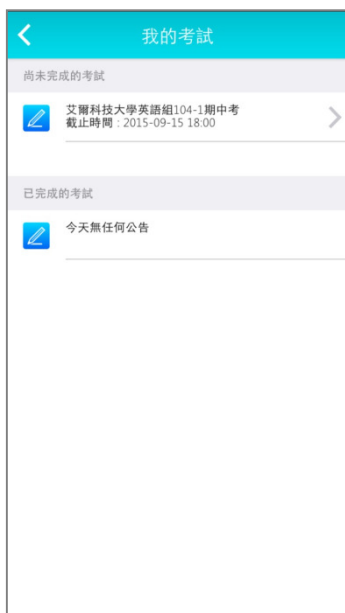 我的考試
尚未完成的考試
艾爾科技大學英語組104-1期中考
截止時間 : 2015-09-15 18:00
已完成的考試
今天無任何公告